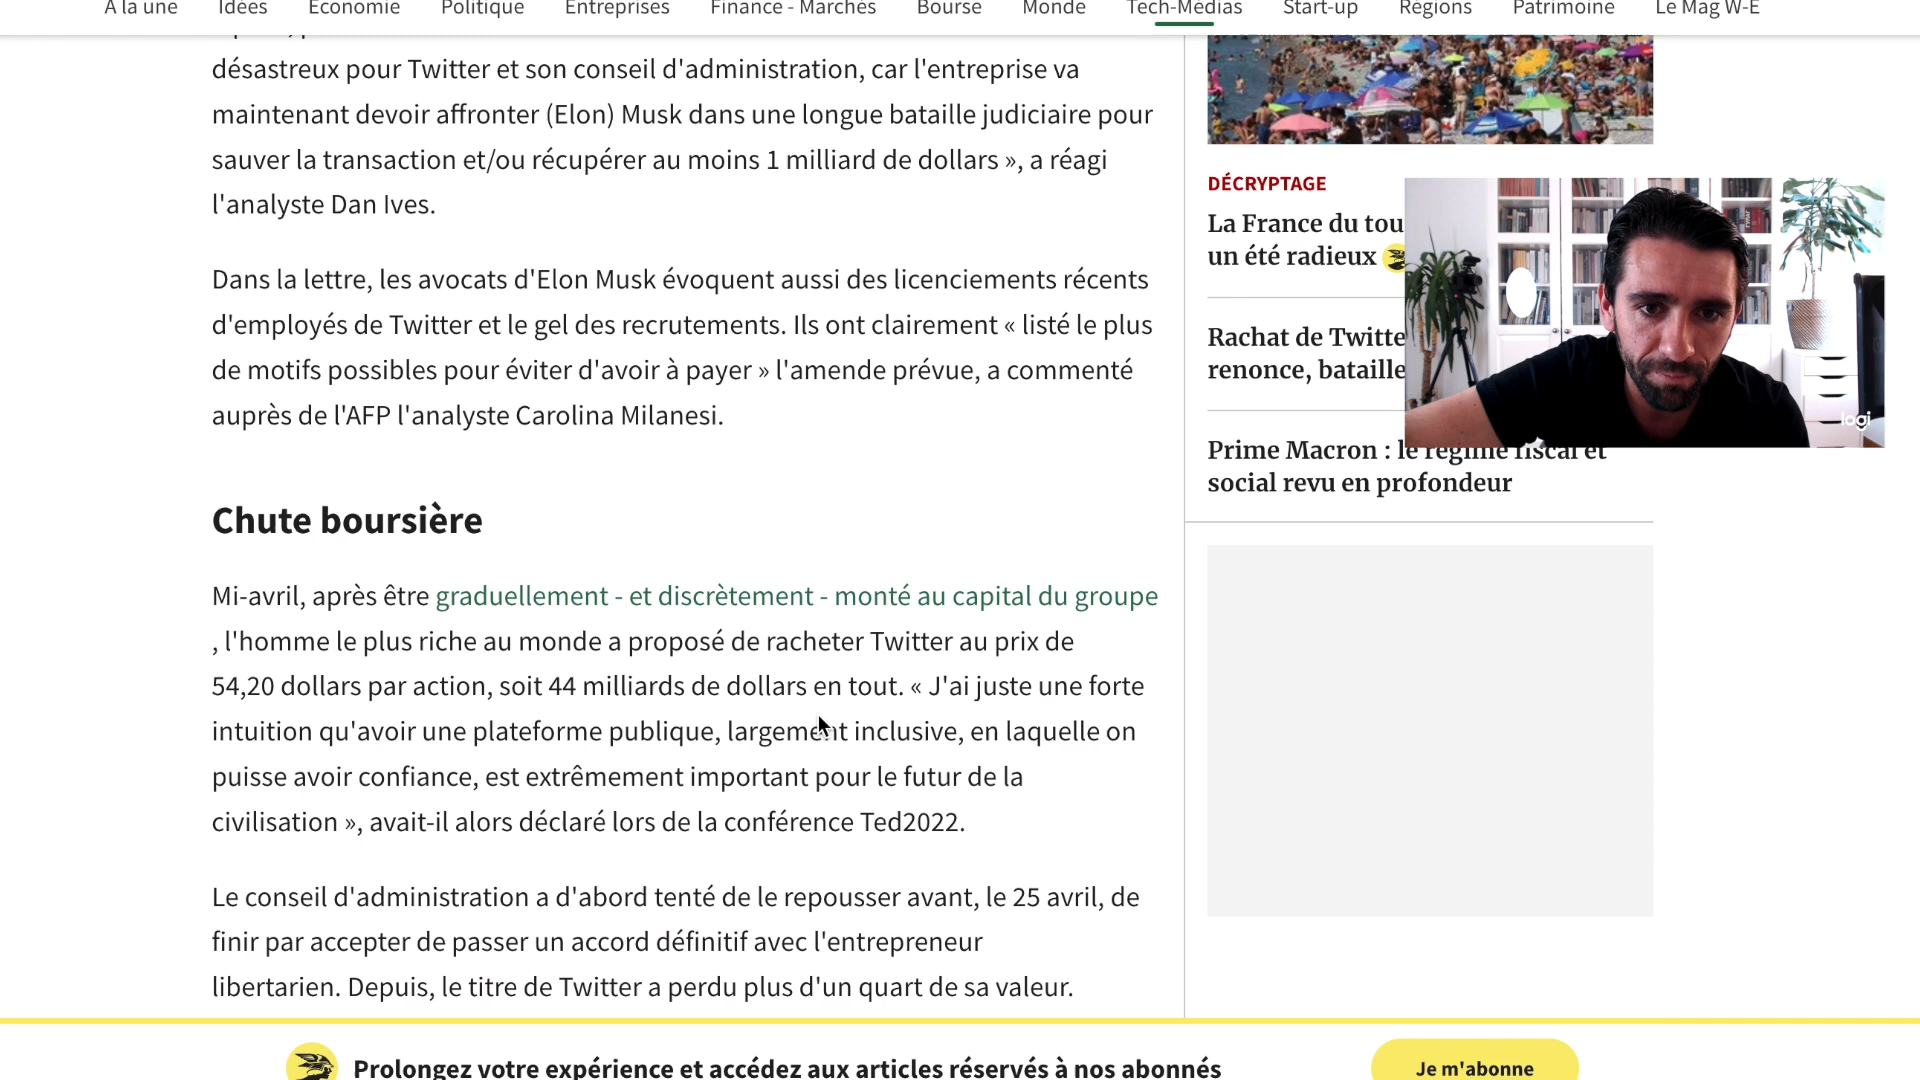 À la une Idées Economie Politique Entreprises Finance - Marchés Bourse Monde Tech-Médias Start-up Régions Patrimoine Le Mag W-E
désastreux pour Twitter et son conseil d'administration, car l'entreprise va
maintenant devoir affronter (Elon) Musk dans une longue bataille judiciaire pour
sauver la transaction et/ou récupérer au moins 1 milliard de dollars », a réagi
l'analyste Dan Ives.
Dans la lettre, les avocats d'Elon Musk évoquent aussi des licenciements récents
d'employés de Twitter et le gel des recrutements. Ils ont clairement « listé le plus
de motifs possibles pour éviter d'avoir à payer » l'amende prévue, a commenté
auprès de l'AFP l'analyste Carolina Milanesi.
Chute boursière
Mi-avril, après être graduellement - et discrètement - monté au capital du groupe
, l'homme le plus riche au monde a proposé de racheter Twitter au prix de
54,20 dollars par action, soit 44 milliards de dollars en tout. « J'ai juste une forte
intuition qu'avoir une plateforme publique, largement inclusive, en laquelle on
puisse avoir confiance, est extrêmement important pour le futur de la
civilisation », avait-il alors déclaré lors de la conférence Ted2022.
Le conseil d'administration a d'abord tenté de le repousser avant, le 25 avril, de
finir par accepter de passer un accord définitif avec l'entrepreneur
libertarien. Depuis, le titre de Twitter a perdu plus d'un quart de sa valeur.
DÉCRYPTAGE
La France du tou
un été radieux
Rachat de Twitte
renonce, bataille
Prime Macron : le régime fiscal et
social revu en profondeur
logi
Prolongez votre expérience et accédez aux articles réservés à nos abonnés
Je m'abonne